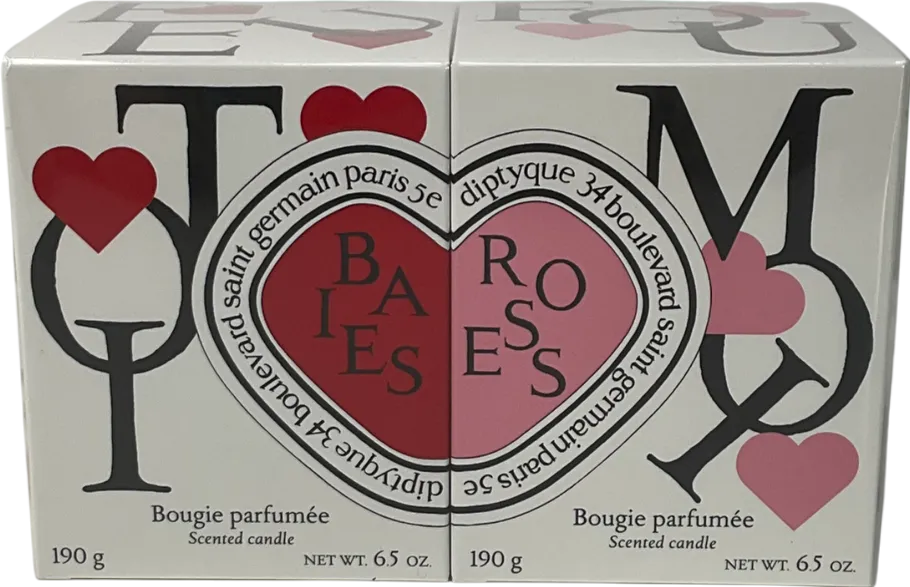 TOI
MOI
diptyque 34 boulevard saint germain paris 5e
diptyque 34 boulevard saint germain paris 5e
BAIES
ROSES
Bougie parfumée
Scented candle
190 g
NET WT. 6.5 OZ.
Bougie parfumée
Scented candle
190 g
NET WT. 6.5 OZ.